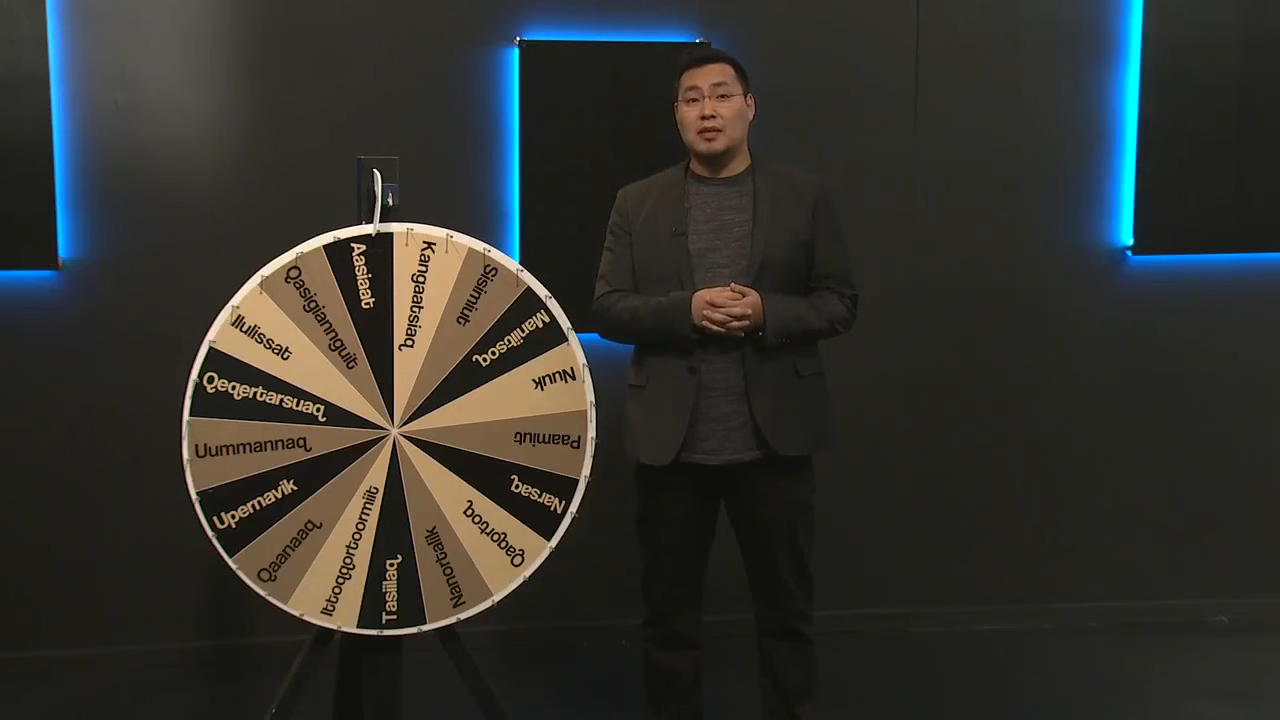 Aasiaat
Kangaatsiaq
Sisimiut
Maniitsoq
Nuuk
Paamiut
Narsaq
Qaqortoq
Nanortalik
Tasiilaq
Ittoqqortoormiit
Qaanaaq
Upernavik
Uummannaq
Qeqertarsuaq
Ilulissat
Qasigiannguit